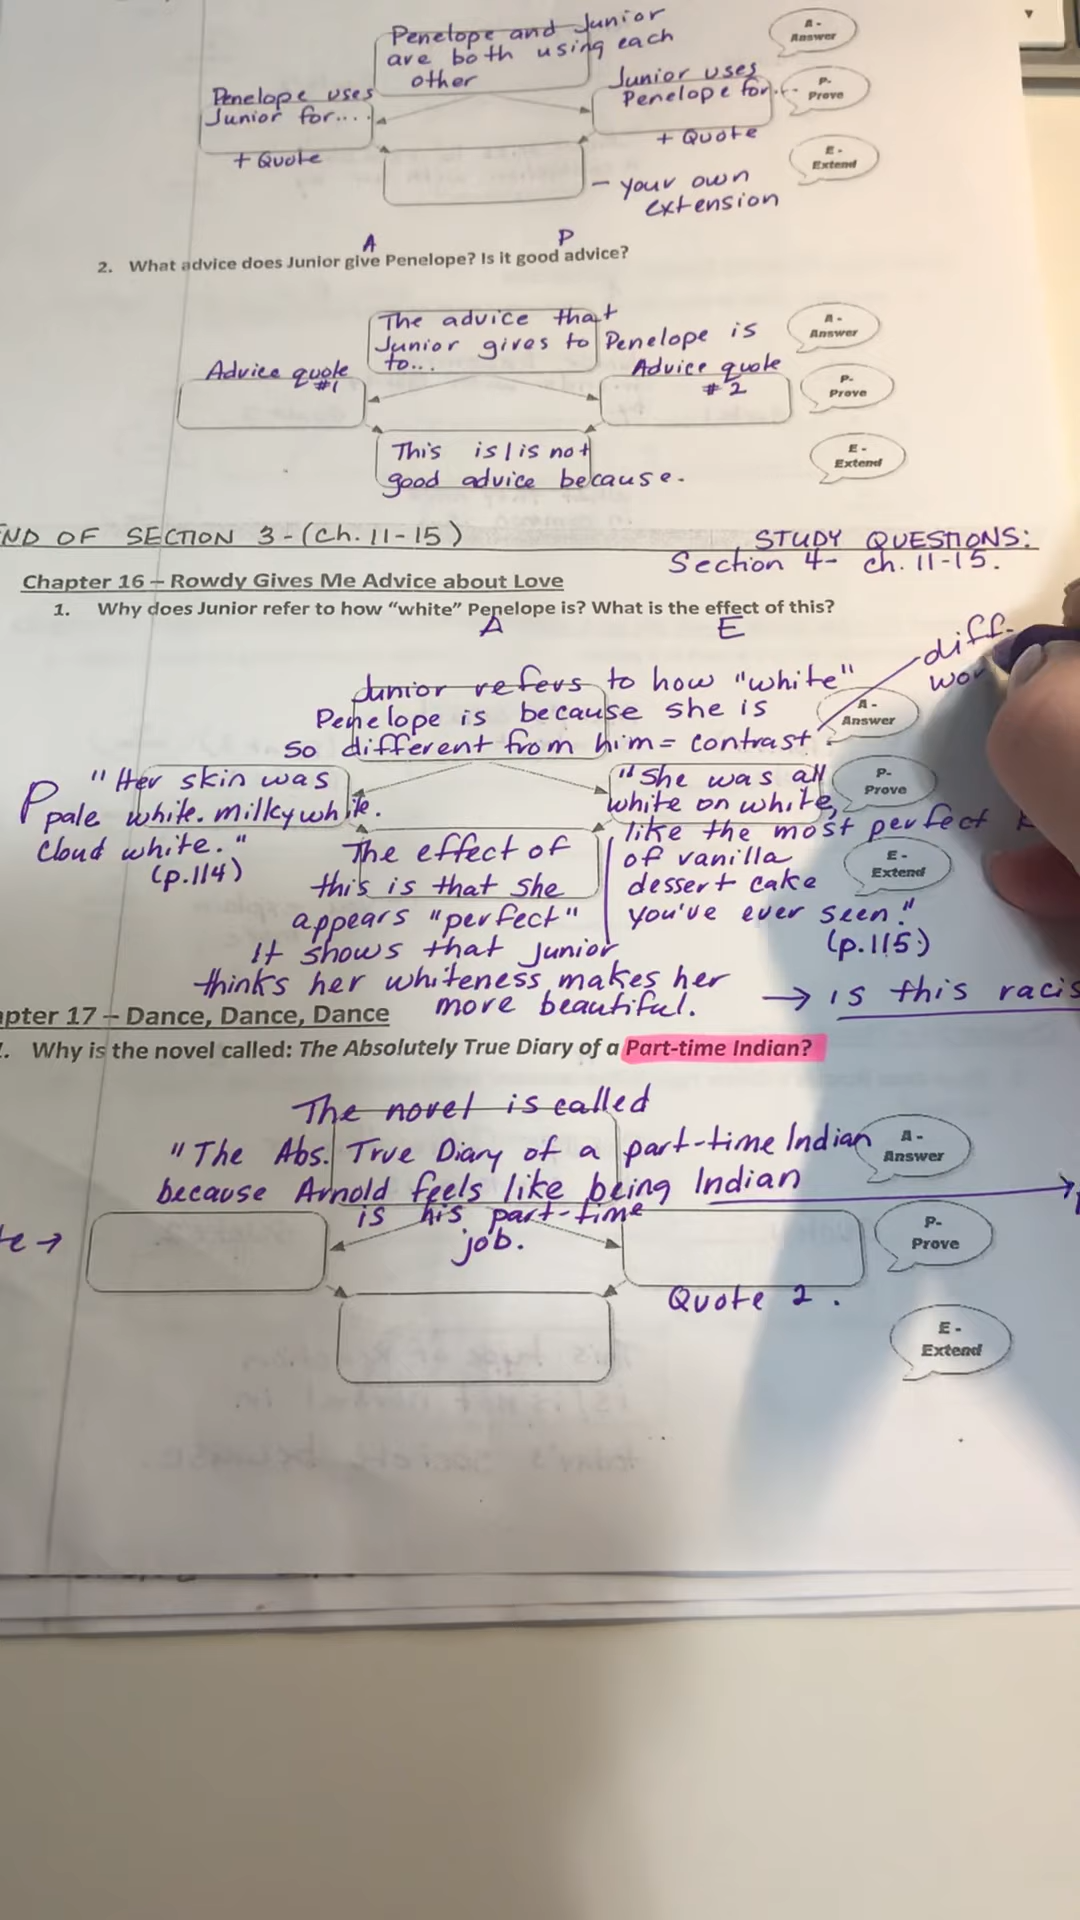 Penelope and Junior
are both using each
other
A -
Answer
Penelope uses
Junior for....
Junior uses
Penelope for...
P-
Prove
+ Quote
+ Quote
E -
Extend
- your own
extension
A
P
2. What advice does Junior give Penelope? Is it good advice?
The advice that
Junior gives to Penelope is
to...
A -
Answer
Advice quote
#1
Advice quote
# 2
P-
Prove
This is/is not
good advice because.
E -
Extend
END OF SECTION 3 - (Ch. 11-15)
STUDY QUESTIONS:
Section 4- ch. 11-15.
Chapter 16 – Rowdy Gives Me Advice about Love
1. Why does Junior refer to how “white” Penelope is? What is the effect of this?
A
E
diff.
Junior refers to how "white"
Penelope is because she is
so different from him = contrast
A -
Answer
P
"Her skin was
pale white. milky white.
cloud white."
(p.114)
"She was all
white on white,
like the most perfect
of vanilla
dessert cake
you've ever seen."
(p.115)
P-
Prove
E -
Extend
The effect of
this is that she
appears "perfect"
It shows that Junior
thinks her whiteness makes her
more beautiful.
→ is this racis
pter 17 – Dance, Dance, Dance
. Why is the novel called: The Absolutely True Diary of a Part-time Indian?
The novel is called
"The Abs. True Diary of a part-time Indian
because Arnold feels like being Indian
is his part-time
job.
A -
Answer
te →
P-
Prove
Quote 2.
E -
Extend